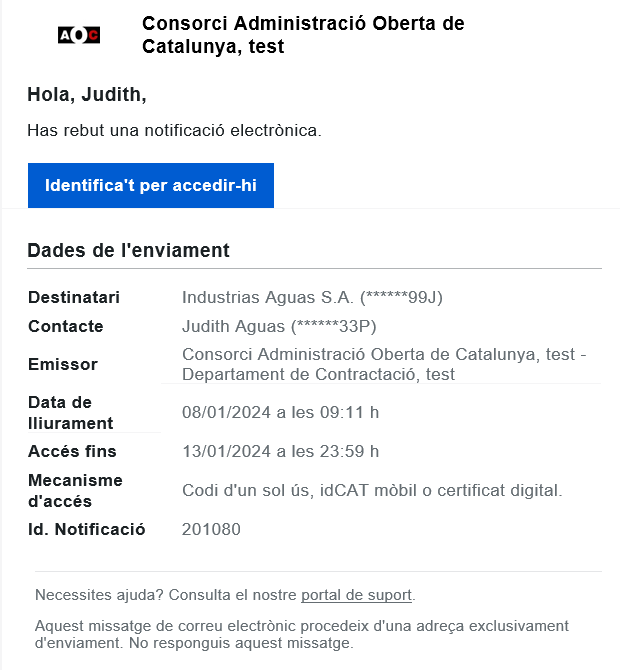 AOC
Consorci Administració Oberta de
Catalunya, test
Hola, Judith,
Has rebut una notificació electrònica.
Identifica't per accedir-hi
Dades de l'enviament
Destinatari Industrias Aguas S.A. (******99J)
Contacte Judith Aguas (******33P)
Emissor Consorci Administració Oberta de Catalunya, test -
Departament de Contractació, test
Data de
lliurament 08/01/2024 a les 09:11 h
Accés fins 13/01/2024 a les 23:59 h
Mecanisme
d'accés Codi d'un sol ús, idCAT mòbil o certificat digital.
Id. Notificació 201080
Necessites ajuda? Consulta el nostre portal de suport.
Aquest missatge de correu electrònic procedeix d'una adreça exclusivament
d'enviament. No responguis aquest missatge.